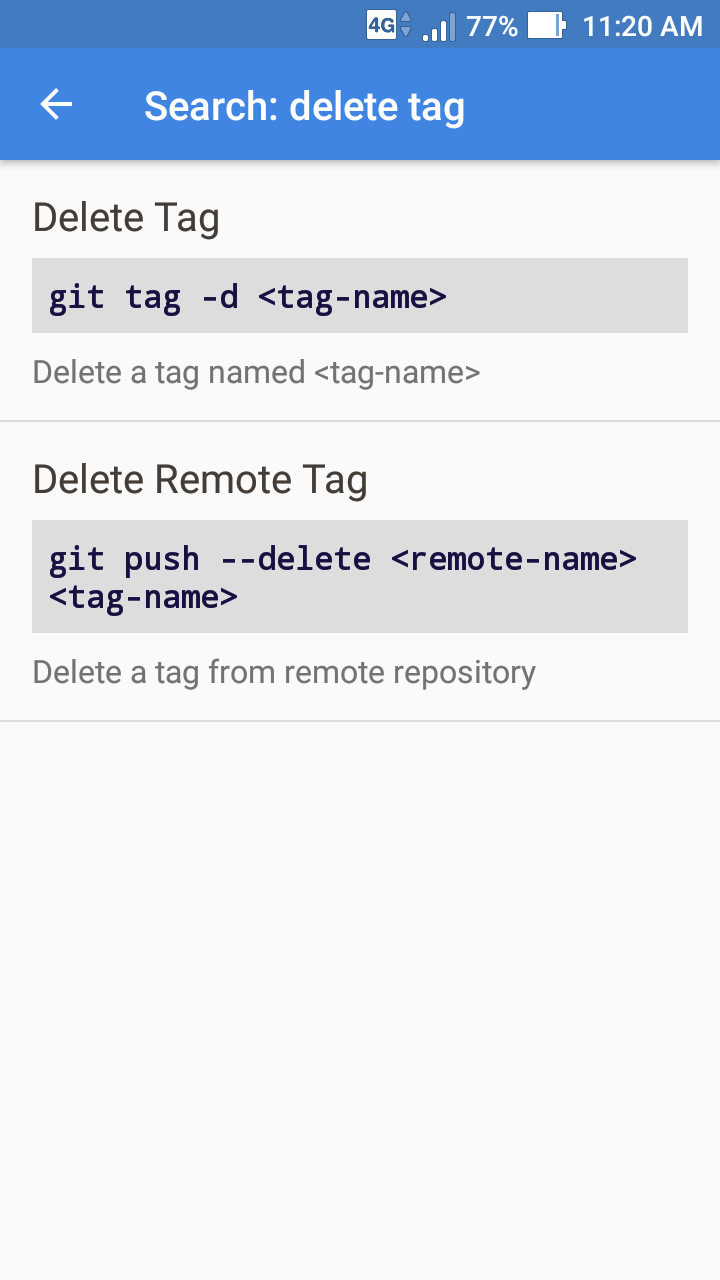 4G 77% 11:20 AM
Search: delete tag
Delete Tag
git tag -d <tag-name>
Delete a tag named <tag-name>
Delete Remote Tag
git push --delete <remote-name>
<tag-name>
Delete a tag from remote repository